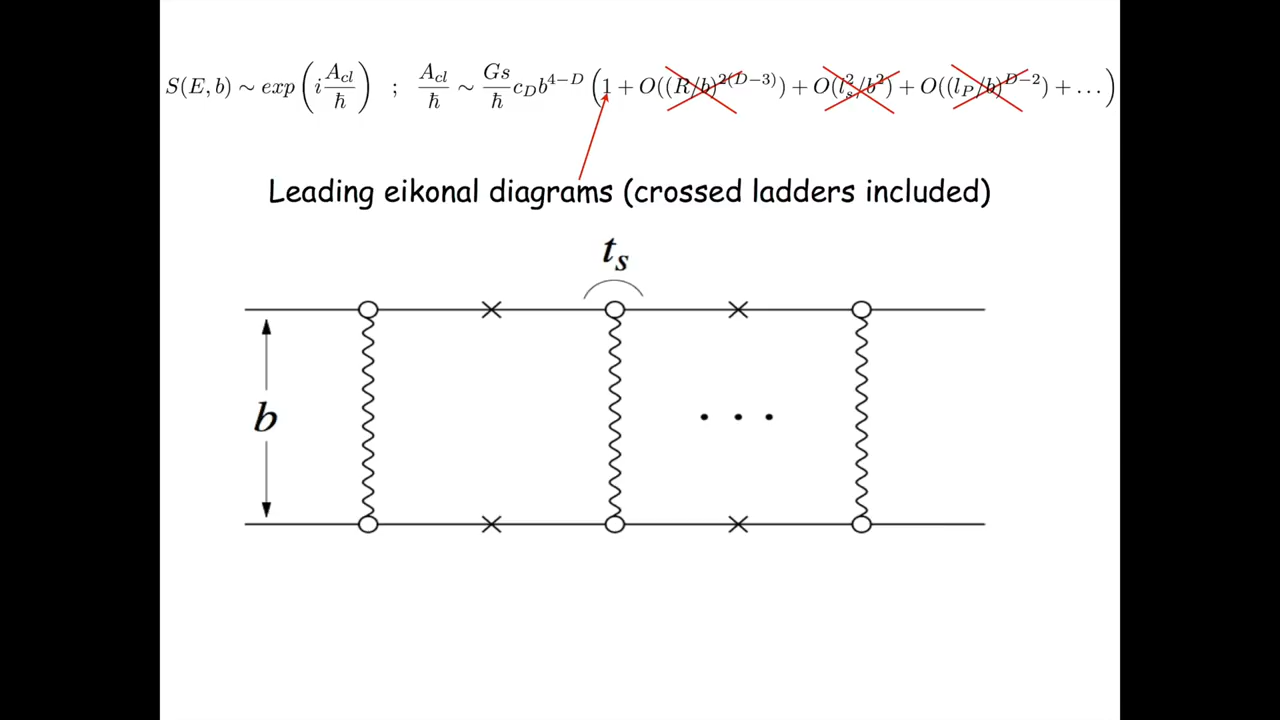 S(E, b) ∼ exp(i A_cl/ħ) ; A_cl/ħ ∼ Gs/ħ c_D b^{4−D} (1 + O((R/b)^{2(D−3)}) + O(l_s^2/b^2) + O((l_P/b)^{D−2}) + . . .)
Leading eikonal diagrams (crossed ladders included)
t_s
b
. . .